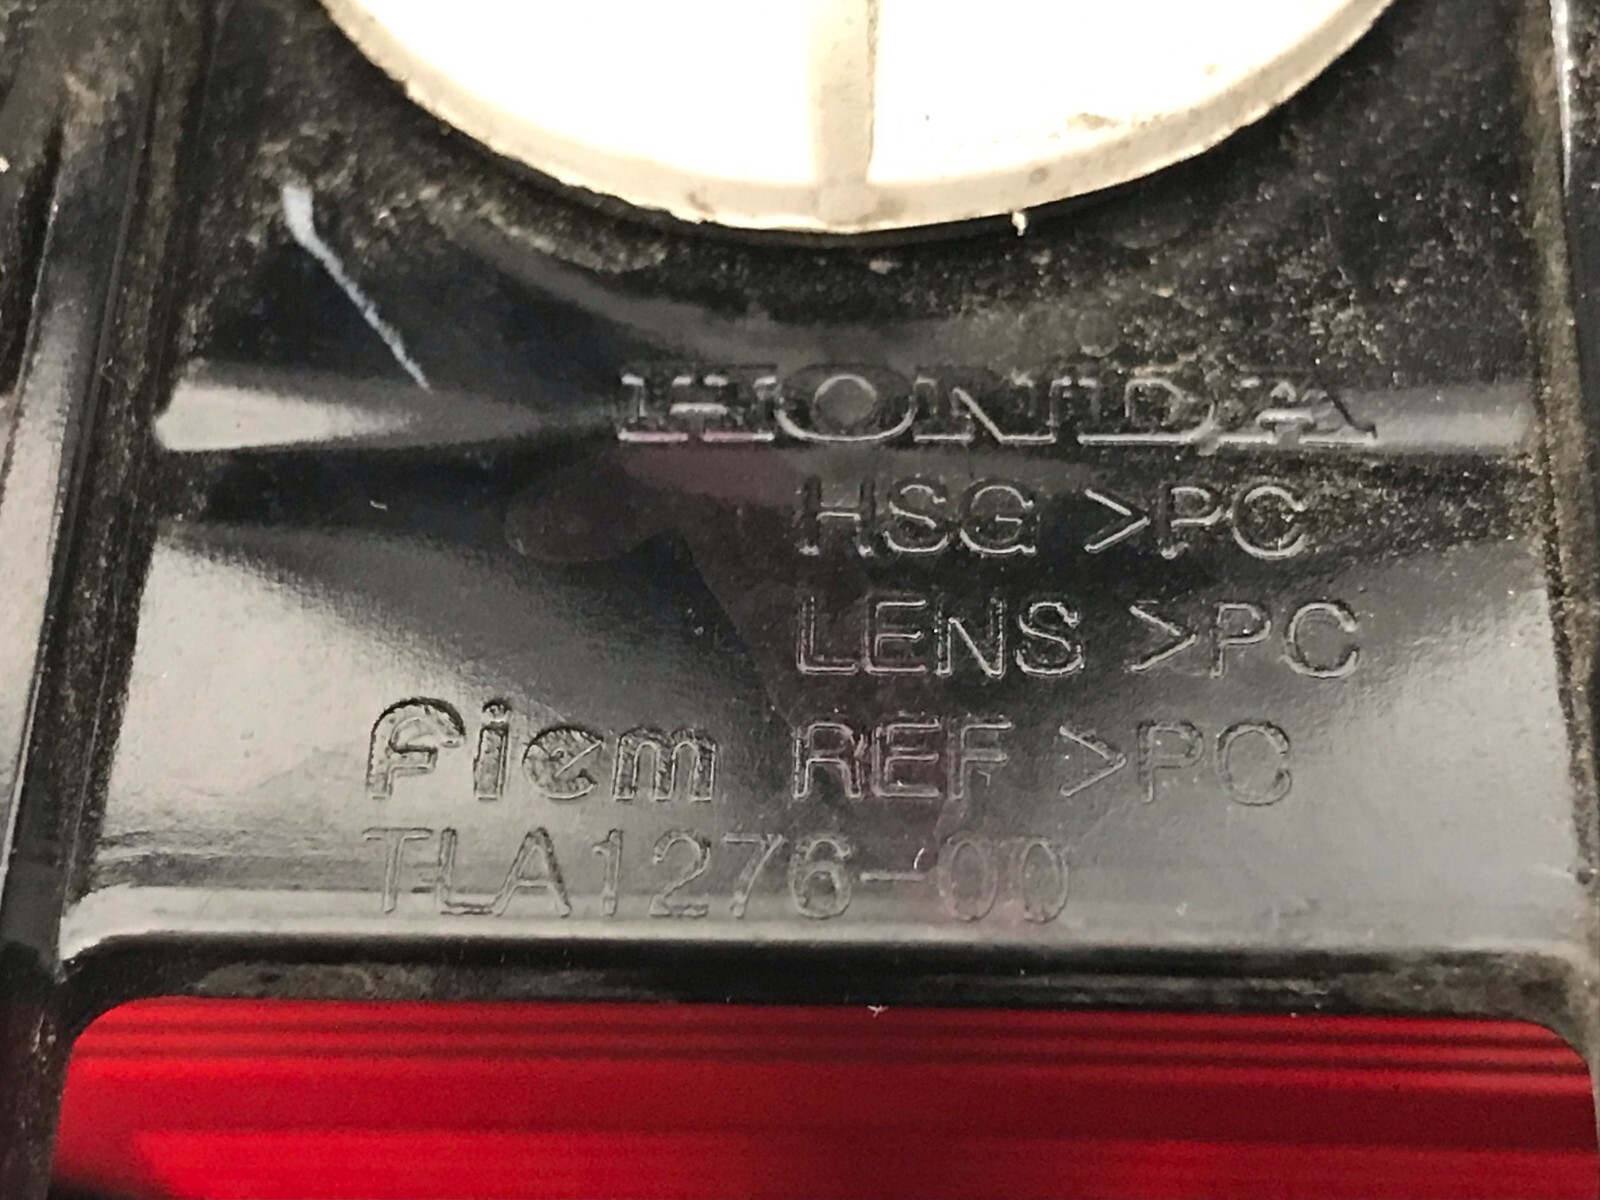 HONDA
HSG >PC
LENS >PC
fiem REF >PC
TLA1276-00